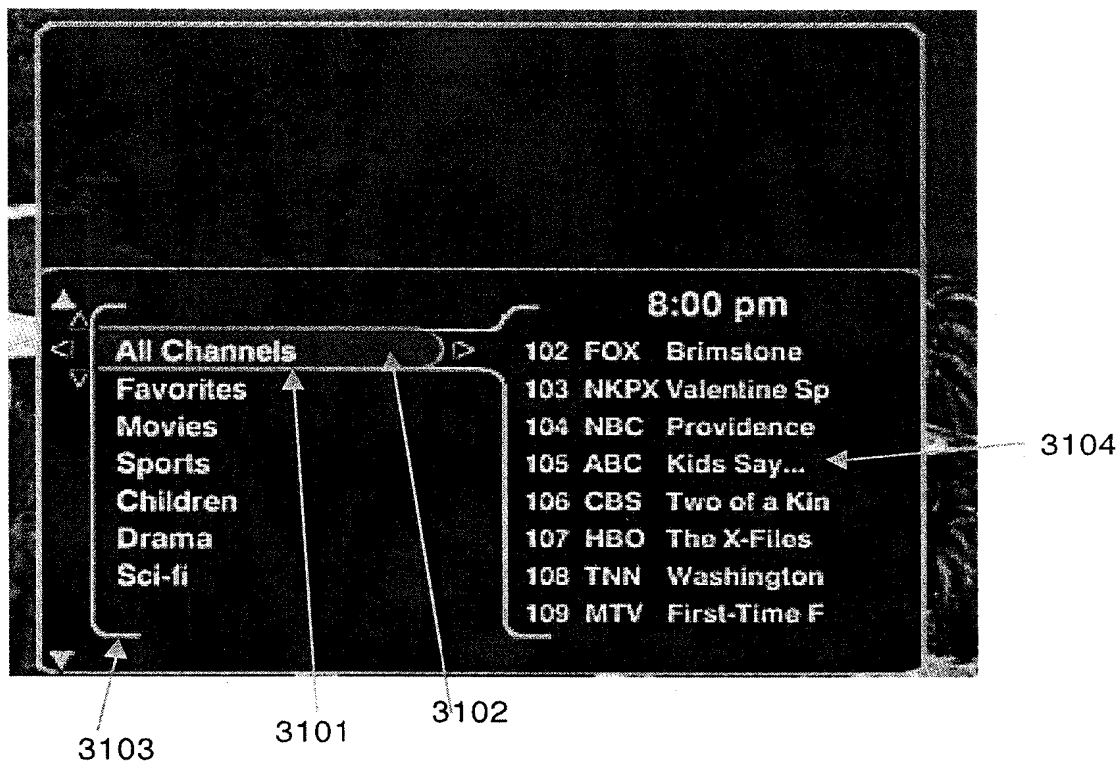 8:00 pm
All Channels
Favorites
Movies
Sports
Children
Drama
Sci-fi
102 FOX Brimstone
103 NKPX Valentine Sp
104 NBC Providence
105 ABC Kids Say...
106 CBS Two of a Kin
107 HBO The X-Files
108 TNN Washington
109 MTV First-Time F
3104
3103
3101
3102